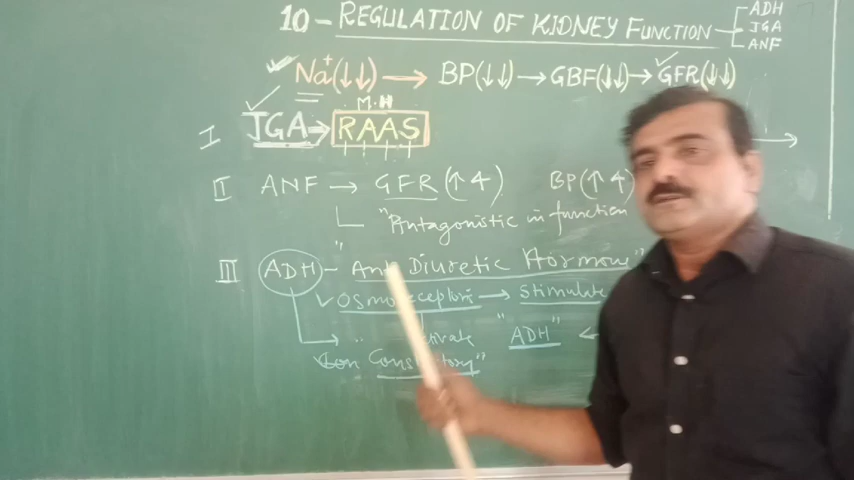 10 - REGULATION OF KIDNEY FUNCTION
ADH
JGA
ANF
Na+(↓↓) → BP(↓↓) → GBF(↓↓) → GFR(↓↓)
M.H
I JGA → RAAS
II ANF → GFR (↑↑) BP(↑↑)
"Antagonistic in function
III ADH - "Anti Diuretic Hormone"
Osmoreceptors → Stimulate
"ADH"